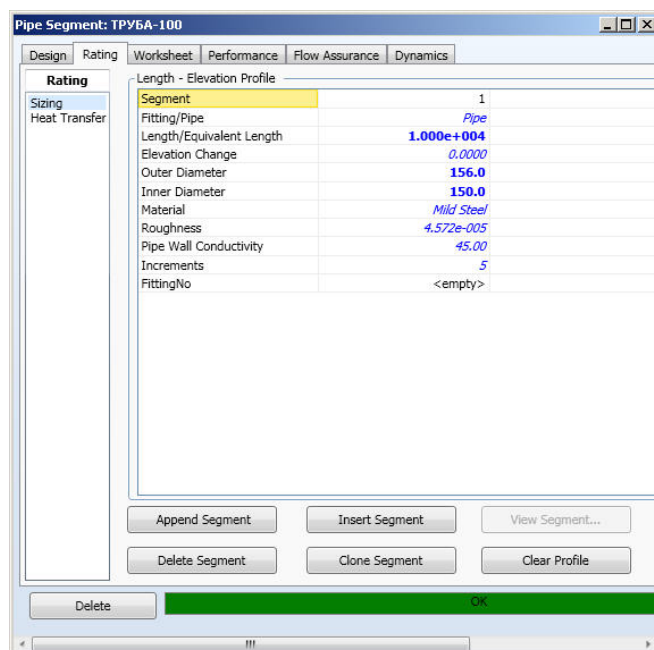 Pipe Segment: ТРУБА-100
Design Rating Worksheet Performance Flow Assurance Dynamics
Rating
Sizing
Heat Transfer
Length - Elevation Profile
Segment 1
Fitting/Pipe Pipe
Length/Equivalent Length 1.000e+004
Elevation Change 0.0000
Outer Diameter 156.0
Inner Diameter 150.0
Material Mild Steel
Roughness 4.572e-005
Pipe Wall Conductivity 45.00
Increments 5
FittingNo <empty>
Append Segment Insert Segment View Segment...
Delete Segment Clone Segment Clear Profile
Delete OK